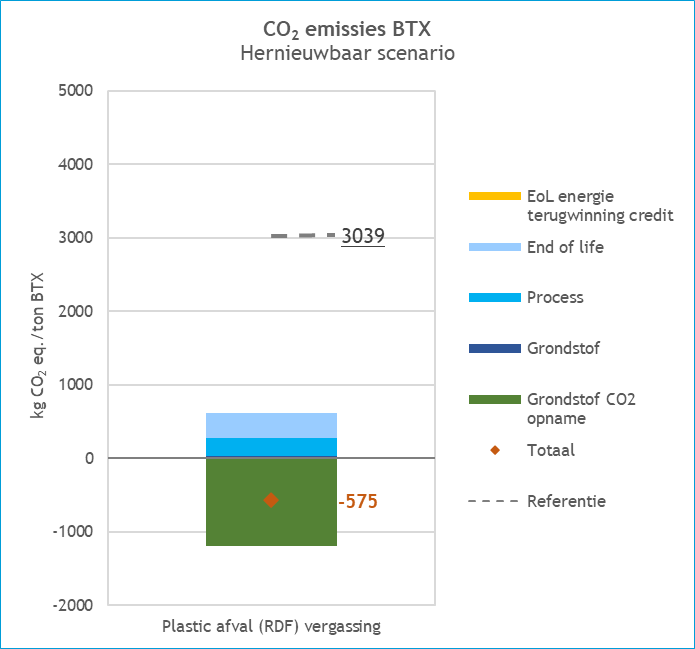 CO₂ emissies BTX
Hernieuwbaar scenario
kg CO₂ eq./ton BTX
5000
4000
3000
2000
1000
0
-1000
-2000
3039
-575
Plastic afval (RDF) vergassing
EoL energie
terugwinning credit
End of life
Process
Grondstof
Grondstof CO2
opname
Totaal
Referentie